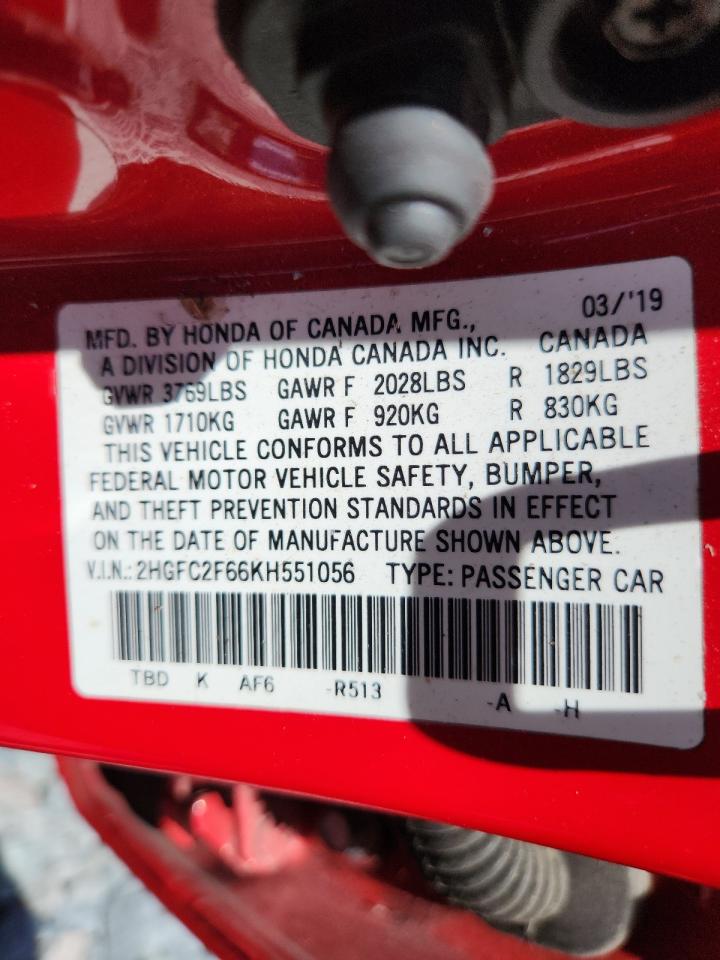 03/'19
MFD. BY HONDA OF CANADA MFG.,
A DIVISION OF HONDA CANADA INC. CANADA
GVWR 3769LBS GAWR F 2028LBS R 1829LBS
GVWR 1710KG GAWR F 920KG R 830KG
THIS VEHICLE CONFORMS TO ALL APPLICABLE
FEDERAL MOTOR VEHICLE SAFETY, BUMPER,
AND THEFT PREVENTION STANDARDS IN EFFECT
ON THE DATE OF MANUFACTURE SHOWN ABOVE.
V.I.N.: 2HGFC2F66KH551056 TYPE: PASSENGER CAR
TBD K AF6 -R513 -A -H